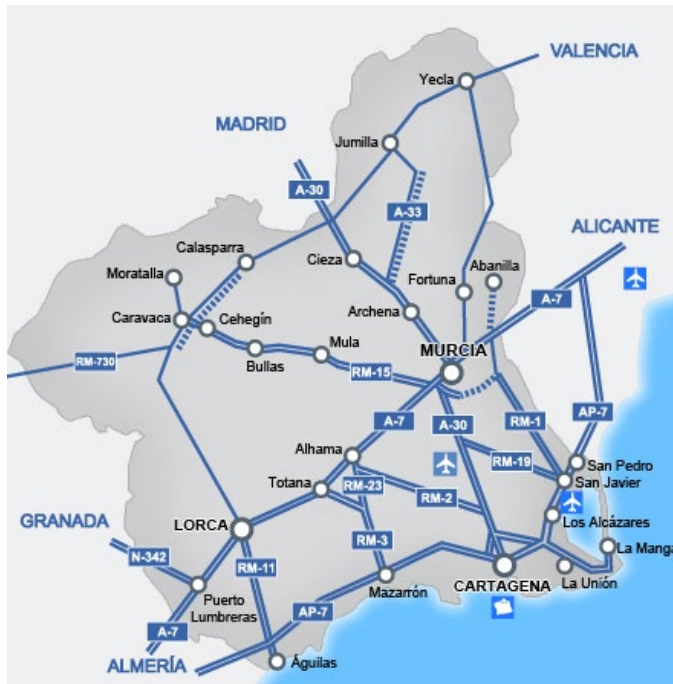 VALENCIA
Yecla
MADRID
Jumilla
A-30
A-33
ALICANTE
Calasparra
Cieza
Moratalla
Fortuna
Abanilla
A-7
Archena
Caravaca
Cehegín
Mula
MURCIA
RM-730
Bullas
RM-15
A-7
A-30
RM-1
AP-7
Alhama
RM-19
San Pedro
San Javier
Totana
RM-23
RM-2
GRANADA
LORCA
Los Alcázares
N-342
RM-3
La Manga
RM-11
CARTAGENA
La Unión
Mazarrón
Puerto
Lumbreras
AP-7
A-7
ALMERÍA
Águilas